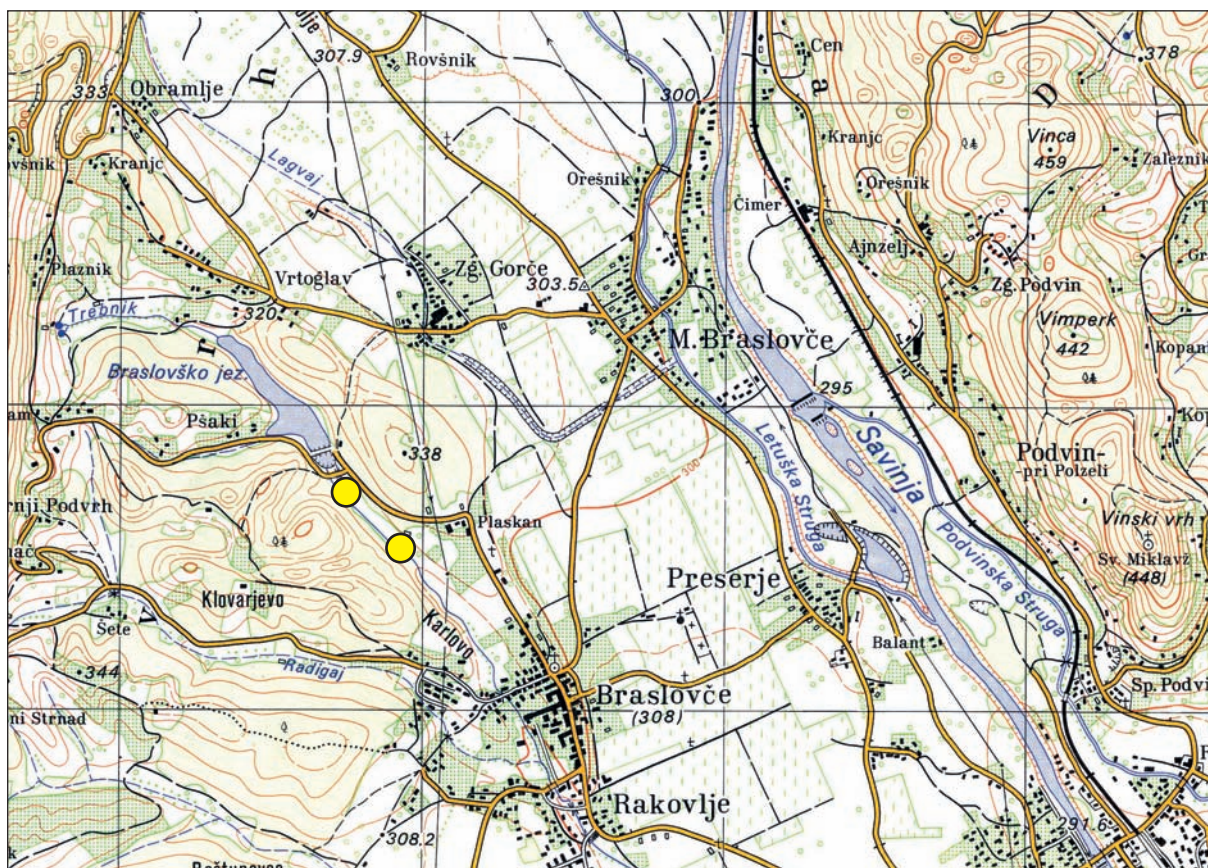 307.9
Rovšnik
Cen
378
h
a
D
333
Obramlje
300
Vinca
459
Kranjc
Kranjc
Lagvaj
Orešnik
Orešnik
Zaleznik
Čimer
Ajnzelj
Plaznik
Vrtoglav
Zg. Gorče
303.5
Zg. Podvin
Trebnik
320
Vimperk
442
r
M. Braslovče
Braslovško jez.
295
Pšaki
Savinja
338
Letuška Struga
Podvin-
-pri Polzeli
Plaskan
Vinski vrh
Sv. Miklavž
(448)
Podvinska Struga
Preserje
Klovarjevo
v
Šete
Karlovo
Radigaj
Balant
344
Braslovče
(308)
Rakovlje
308.2
291.6